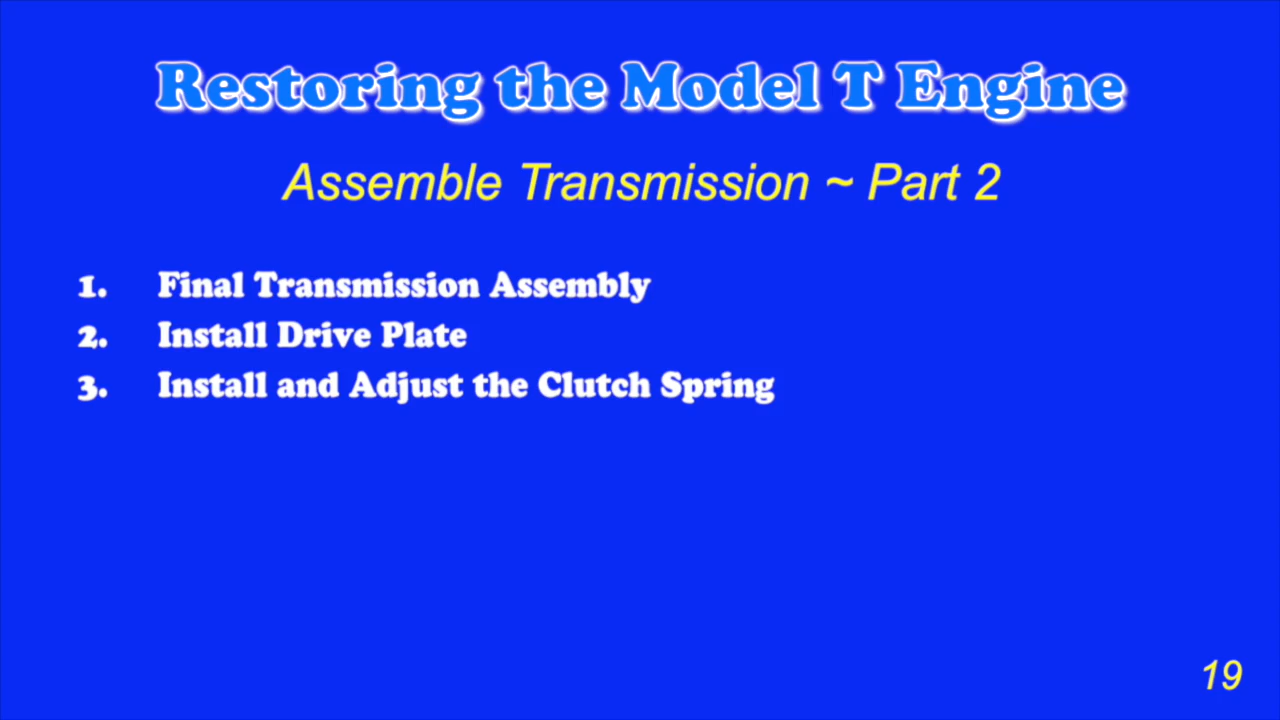 Restoring the Model T Engine
Assemble Transmission ~ Part 2
1. Final Transmission Assembly
2. Install Drive Plate
3. Install and Adjust the Clutch Spring
19